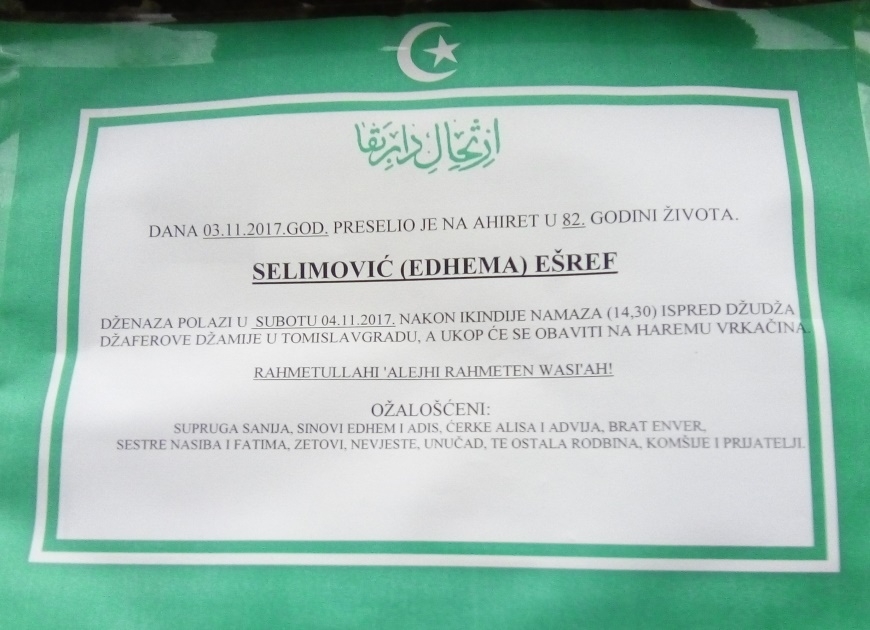 ارتحال دار بقا
DANA 03.11.2017.GOD. PRESELIO JE NA AHIRET U 82. GODINI ŽIVOTA.
SELIMOVIĆ (EDHEMA) EŠREF
DŽENAZA POLAZI U SUBOTU 04.11.2017. NAKON IKINDIJE NAMAZA (14,30) ISPRED DŽUDŽA
DŽAFEROVE DŽAMIJE U TOMISLAVGRADU, A UKOP ĆE SE OBAVITI NA HAREMU VRKAČINA.
RAHMETULLAHI 'ALEJHI RAHMETEN WASI'AH!
OŽALOŠĆENI:
SUPRUGA SANIJA, SINOVI EDHEM I ADIS, ĆERKE ALISA I ADVIJA, BRAT ENVER,
SESTRE NASIBA I FATIMA, ZETOVI, NEVJESTE, UNUČAD, TE OSTALA RODBINA, KOMŠIJE I PRIJATELJI.